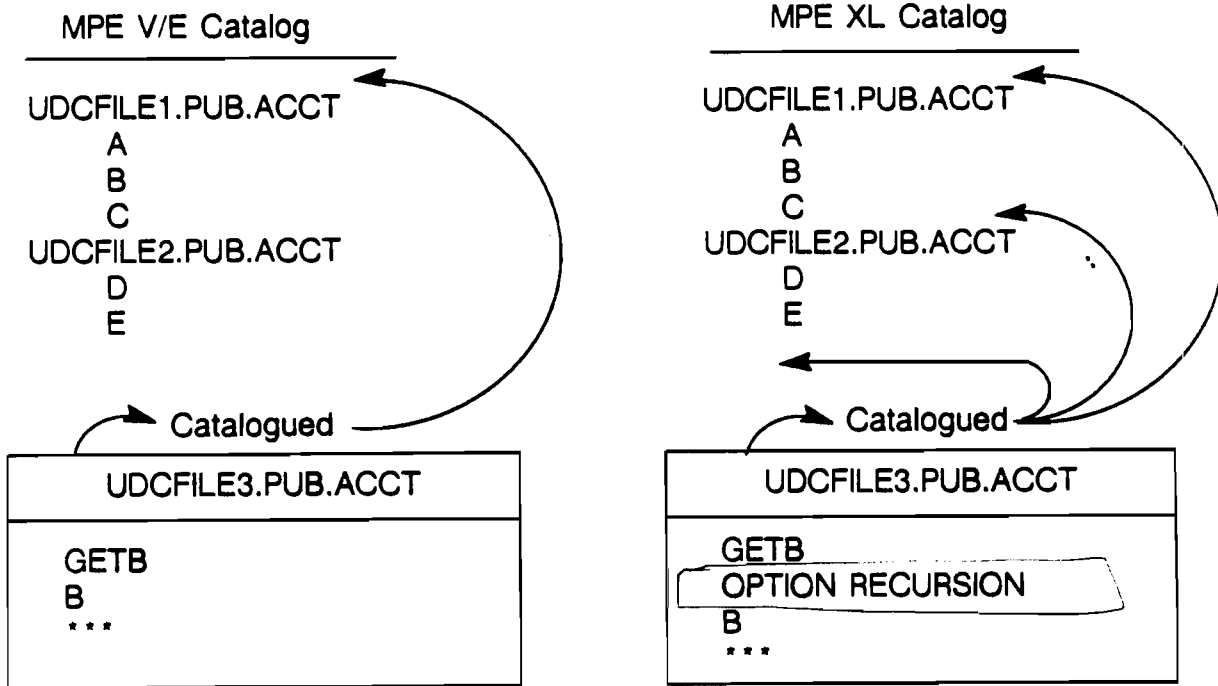 MPE V/E Catalog
UDCFILE1.PUB.ACCT
A
B
C
UDCFILE2.PUB.ACCT
D
E
Catalogued
UDCFILE3.PUB.ACCT
GETB
B
***
MPE XL Catalog
UDCFILE1.PUB.ACCT
A
B
C
UDCFILE2.PUB.ACCT
D
E
Catalogued
UDCFILE3.PUB.ACCT
GETB
OPTION RECURSION
B
***